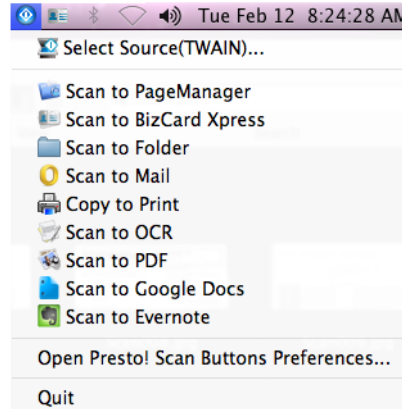 Tue Feb 12 8:24:28 AM
Select Source(TWAIN)...
Scan to PageManager
Scan to BizCard Xpress
Scan to Folder
Scan to Mail
Copy to Print
Scan to OCR
Scan to PDF
Scan to Google Docs
Scan to Evernote
Open Presto! Scan Buttons Preferences...
Quit